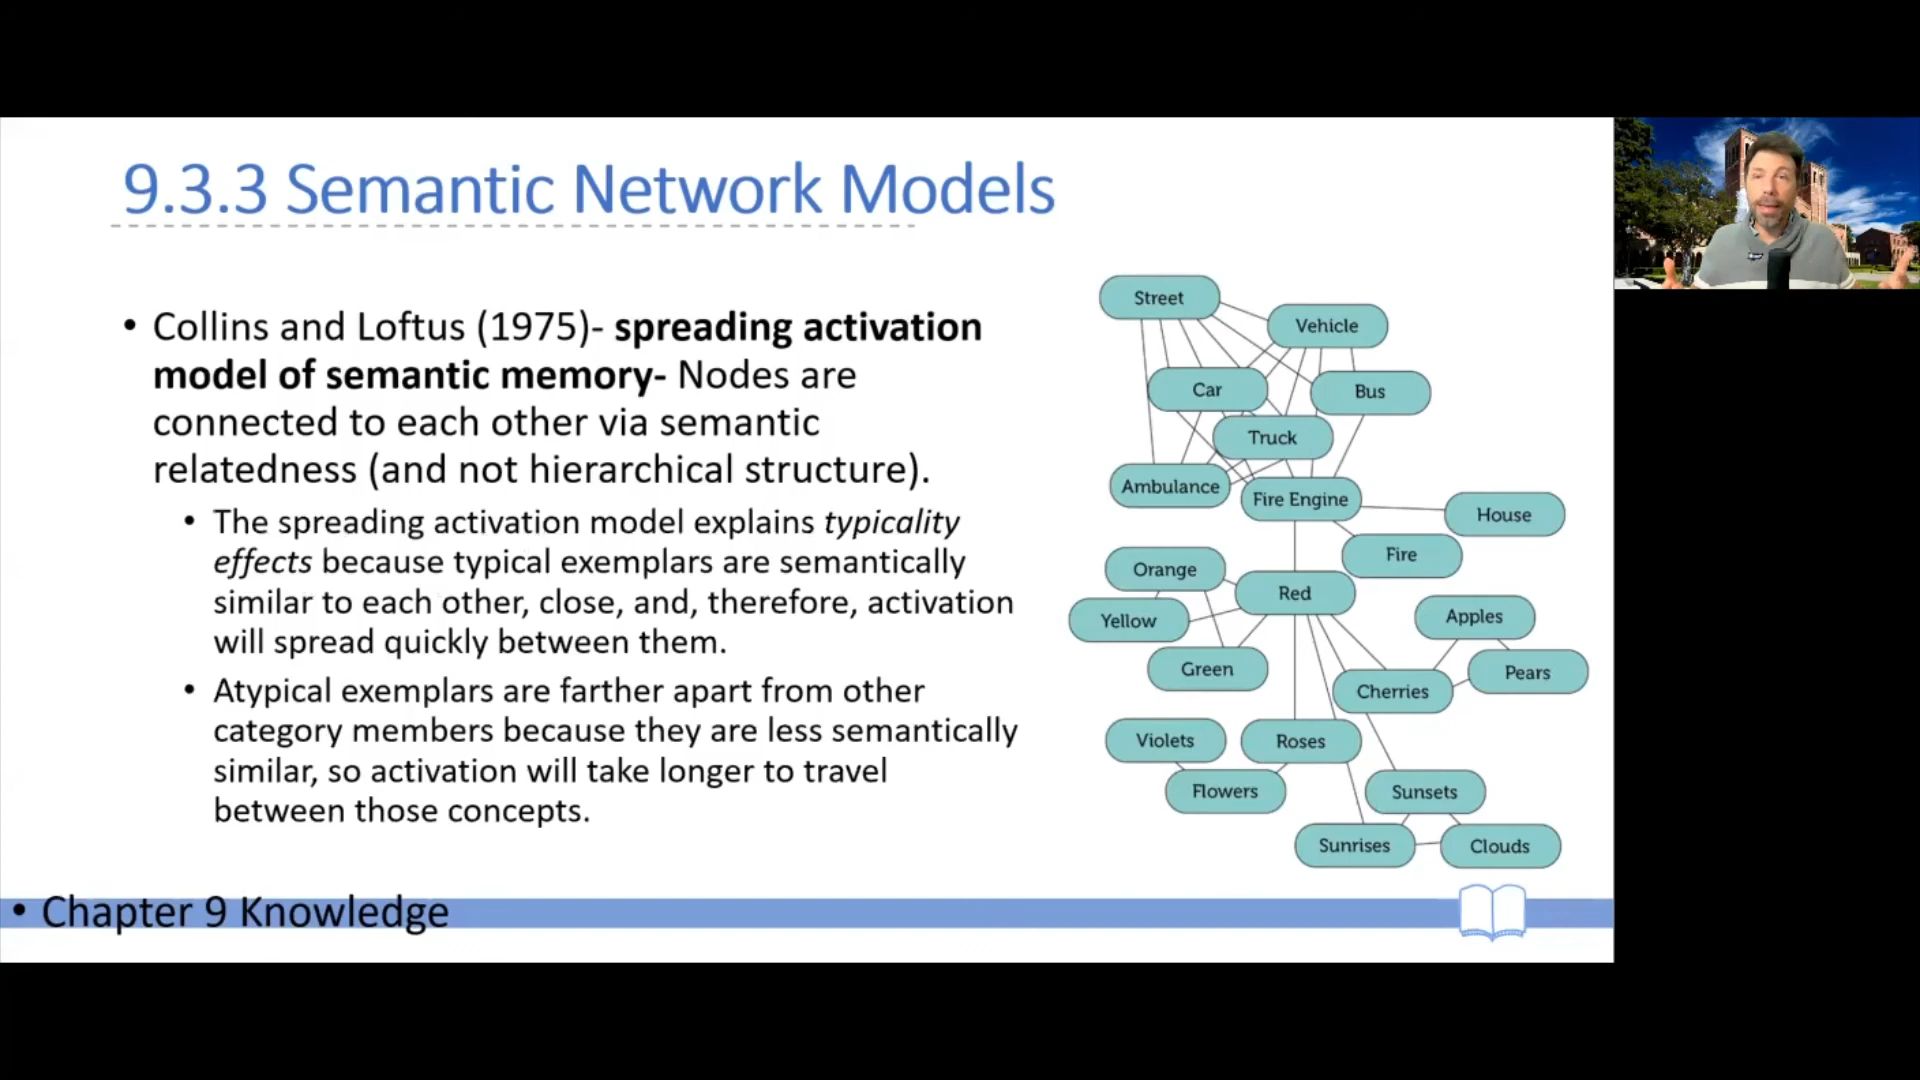 9.3.3 Semantic Network Models
• Collins and Loftus (1975)- spreading activation
model of semantic memory- Nodes are
connected to each other via semantic
relatedness (and not hierarchical structure).
• The spreading activation model explains typicality
effects because typical exemplars are semantically
similar to each other, close, and, therefore, activation
will spread quickly between them.
• Atypical exemplars are farther apart from other
category members because they are less semantically
similar, so activation will take longer to travel
between those concepts.
Street
Vehicle
Car
Bus
Truck
Ambulance
Fire Engine
House
Fire
Orange
Red
Yellow
Apples
Green
Pears
Cherries
Violets
Roses
Flowers
Sunsets
Sunrises
Clouds
• Chapter 9 Knowledge